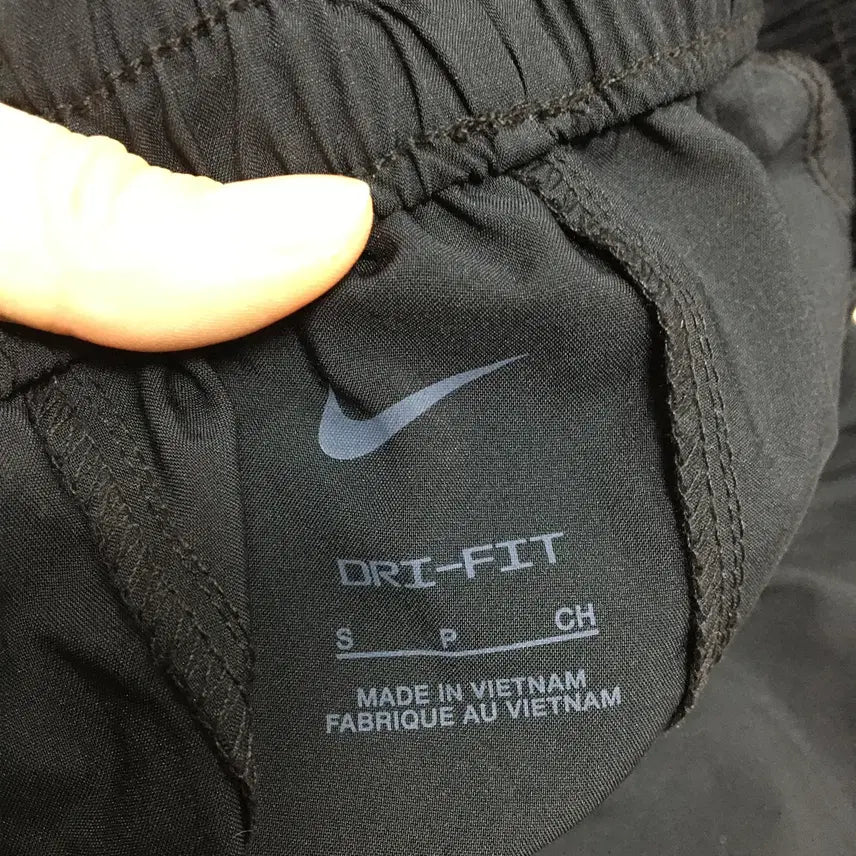 DRI-FIT
S P CH
MADE IN VIETNAM
FABRIQUE AU VIETNAM